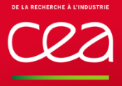 DE LA RECHERCHE À L'INDUSTRIE
cea